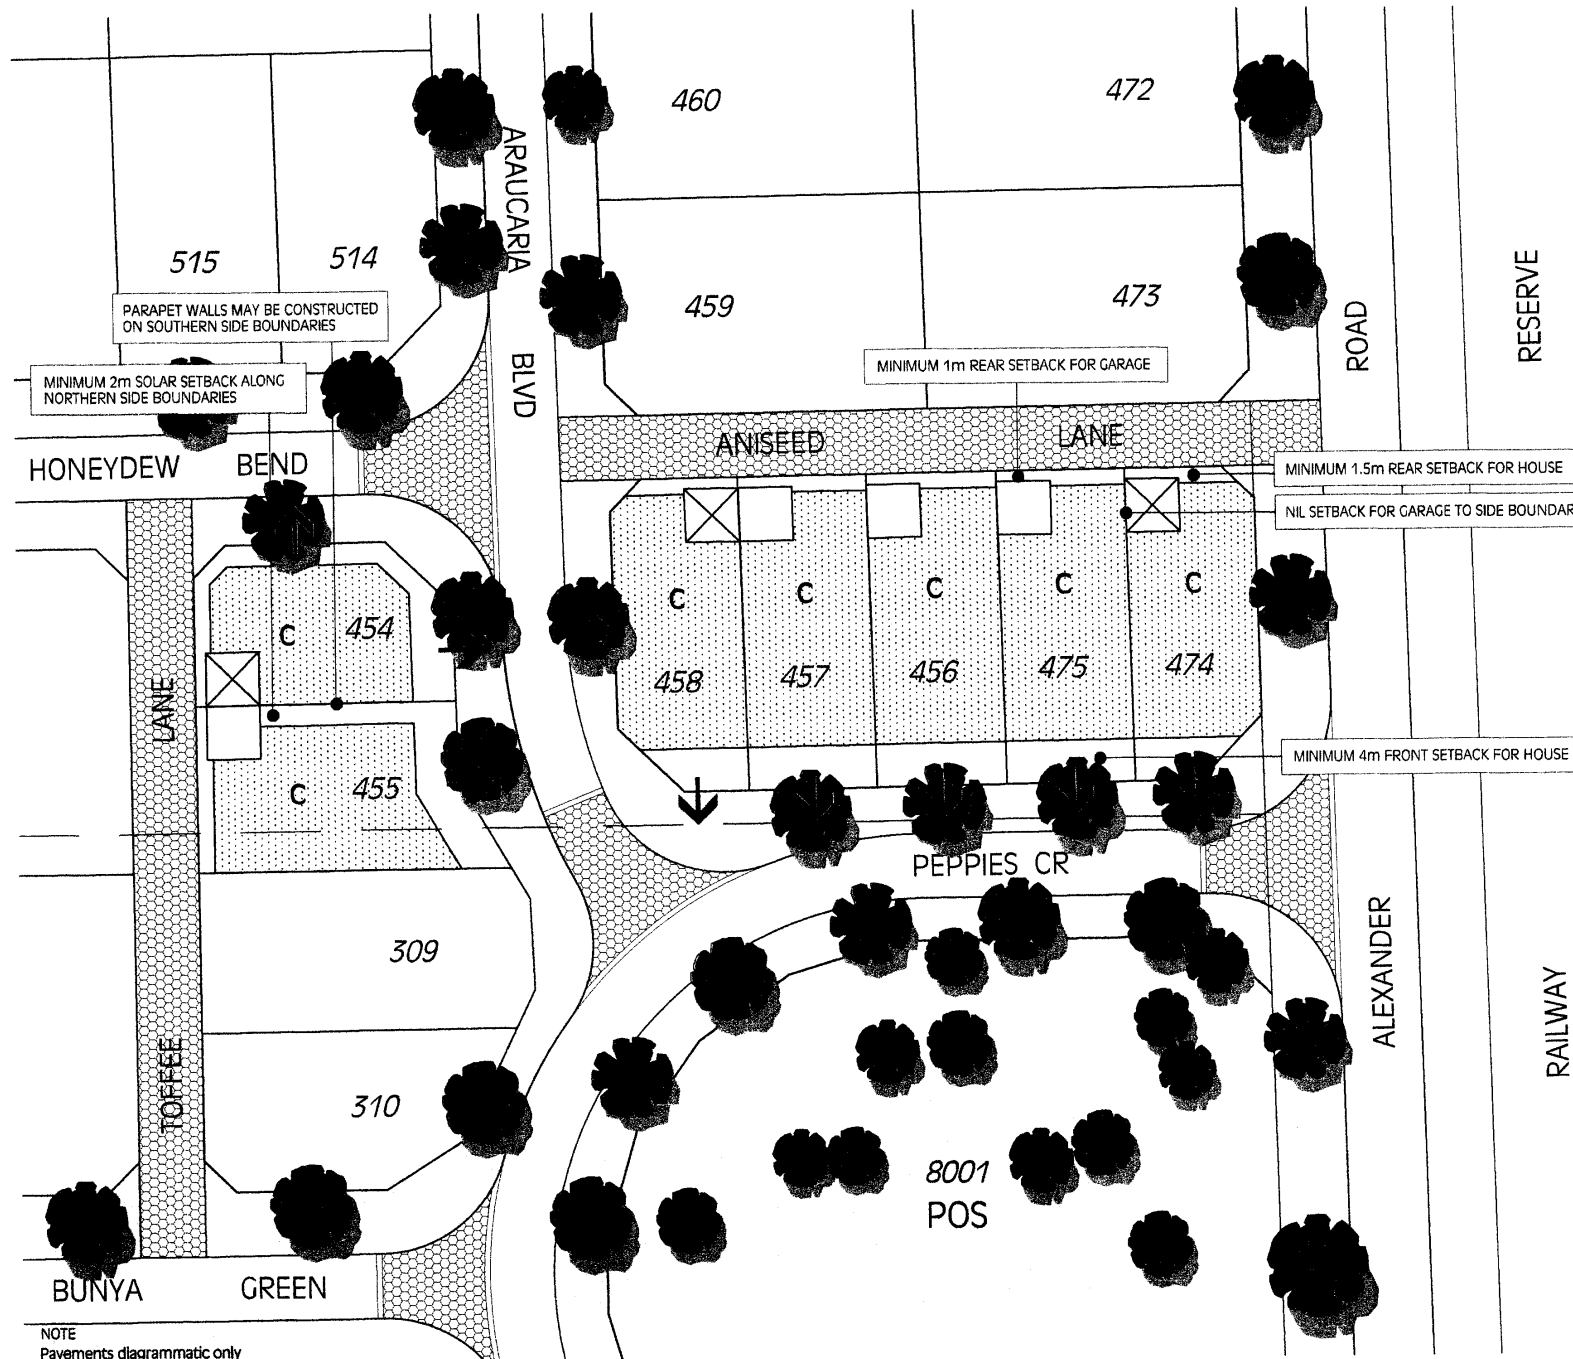 460
472
ARAUCARIA
515
514
PARAPET WALLS MAY BE CONSTRUCTED
ON SOUTHERN SIDE BOUNDARIES
459
473
RESERVE
ROAD
BLVD
MINIMUM 1m REAR SETBACK FOR GARAGE
MINIMUM 2m SOLAR SETBACK ALONG
NORTHERN SIDE BOUNDARIES
ANISEED LANE
HONEYDEW BEND
MINIMUM 1.5m REAR SETBACK FOR HOUSE
NIL SETBACK FOR GARAGE TO SIDE BOUNDAR
C
C
C
C
C
C
454
458
457
456
475
474
LANE
MINIMUM 4m FRONT SETBACK FOR HOUSE
C
455
PEPPIES CR
309
ALEXANDER
RAILWAY
TOFFEE
310
8001
POS
BUNYA GREEN
NOTE
Pavements diagrammatic only